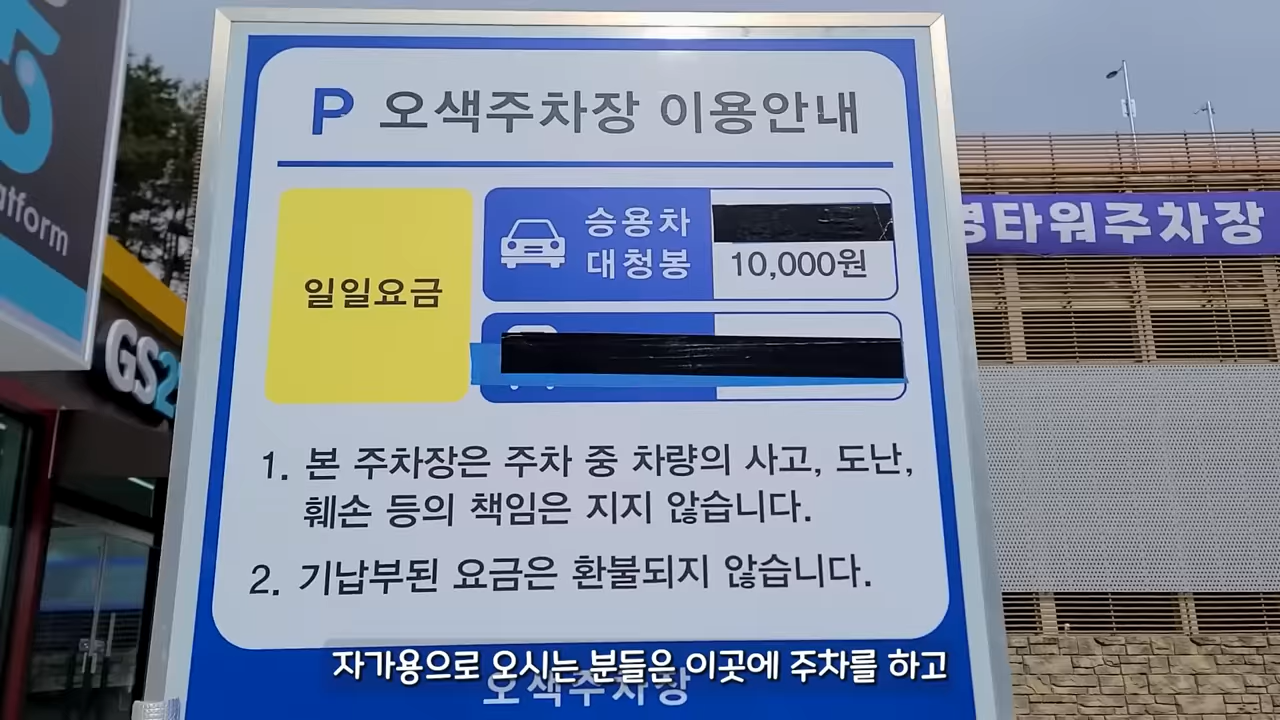 P 오색주차장 이용안내
일일요금
승용차
대청봉
10,000원
1. 본 주차장은 주차 중 차량의 사고, 도난,
훼손 등의 책임은 지지 않습니다.
2. 기납부된 요금은 환불되지 않습니다.
오색주차장
자가용으로 오시는 분들은 이곳에 주차를 하고
타워주차장
GS2